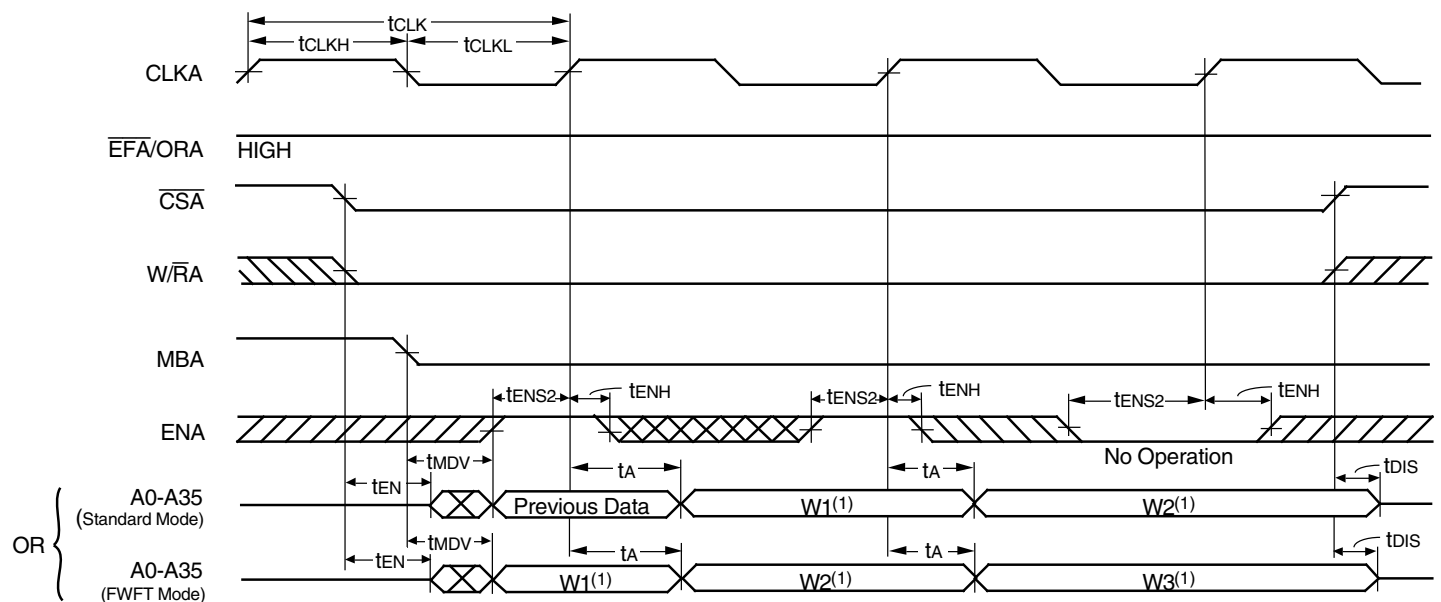 tCLK
tCLKH
tCLKL
CLKA
EFA/ORA HIGH
CSA
W/RA
MBA
tENS2 tENH tENS2 tENH tENS2 tENH
ENA
No Operation
tMDV
tA
tA
tDIS
tEN
A0-A35
(Standard Mode)
Previous Data
W1(1)
W2(1)
OR
tMDV
tA
tA
tDIS
tEN
A0-A35
(FWFT Mode)
W1(1)
W2(1)
W3(1)